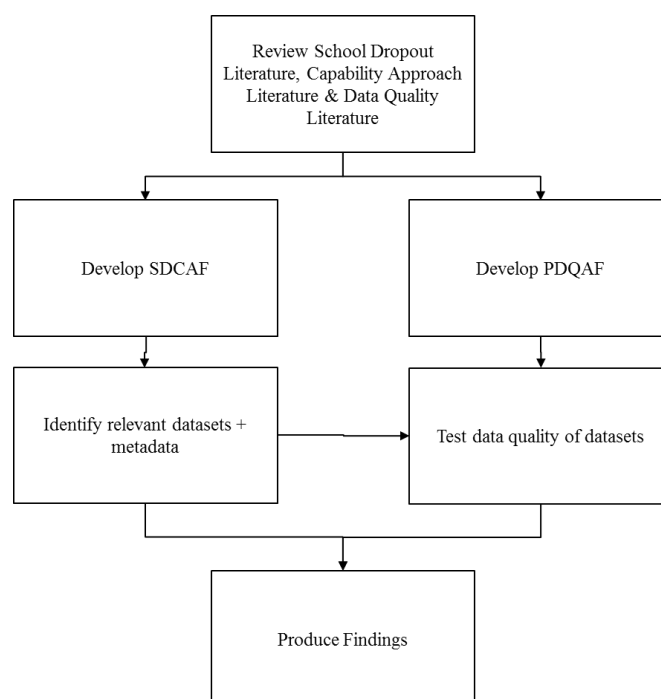 Review School Dropout
Literature, Capability Approach
Literature & Data Quality
Literature
Develop SDCAF
Develop PDQAF
Identify relevant datasets +
metadata
Test data quality of datasets
Produce Findings